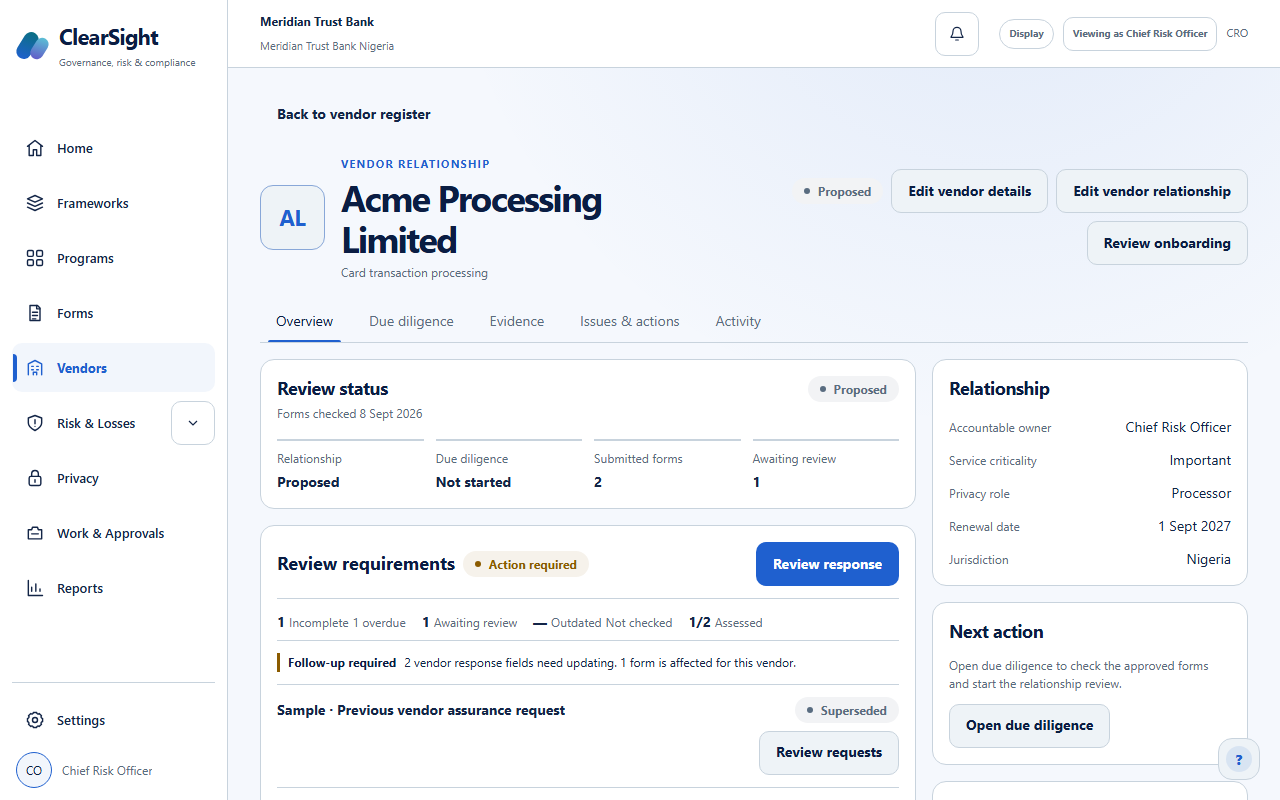 ClearSight
Governance, risk & compliance
Home
Frameworks
Programs
Forms
Vendors
Risk & Losses
Privacy
Work & Approvals
Reports
Settings
CO
Chief Risk Officer
Meridian Trust Bank
Meridian Trust Bank Nigeria
Display
Viewing as Chief Risk Officer
CRO
Back to vendor register
AL
VENDOR RELATIONSHIP
Acme Processing
Limited
Card transaction processing
Proposed
Edit vendor details
Edit vendor relationship
Review onboarding
Overview
Due diligence
Evidence
Issues & actions
Activity
Review status
Proposed
Forms checked 8 Sept 2026
Relationship
Proposed
Due diligence
Not started
Submitted forms
2
Awaiting review
1
Review requirements
Action required
Review response
1 Incomplete 1 overdue
1 Awaiting review
— Outdated Not checked
1/2 Assessed
Follow-up required 2 vendor response fields need updating. 1 form is affected for this vendor.
Sample · Previous vendor assurance request
Superseded
Review requests
Relationship
Accountable owner Chief Risk Officer
Service criticality Important
Privacy role Processor
Renewal date 1 Sept 2027
Jurisdiction Nigeria
Next action
Open due diligence to check the approved forms
and start the relationship review.
Open due diligence
?